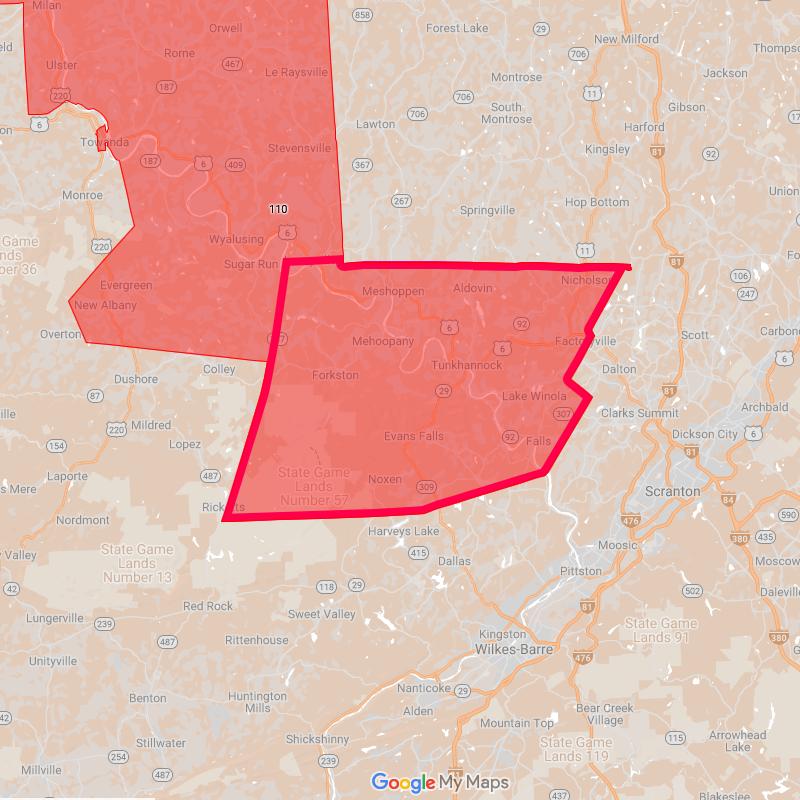 Milan
Orwell
858
Forest Lake
29
New Milford
706
Rorne
467
Ulster
Le Raysville
Montrose
Jackson
187
220
706
11
South
Montrose
706
Gibson
6
Lawton
Harford
Towanda
Stevensville
Kingsley
81
92
187
6
409
367
Monroe
267
Union
110
Springville
Hop Bottom
6
Wyalusing
Game
Lands
ber 36
220
11
Sugar Run
81
106
Evergreen
Meshoppen
Aldovin
Nicholson
247
New Albany
6
92
Overton
Mehoopany
6
Factoryville
Scott
Carbond
6
Colley
Forkston
Tunkhannock
Dalton
Dushore
29
81
87
Lake Winola
Archbald
307
Clarks Summit
220
Mildred
Evans Falls
92
Falls
Dickson City
6
154
Lopez
81
Laporte
487
State Game
Lands
Number 57
Noxen
309
Scranton
s Mere
Nordmont
84
590
476
380
435
Harveys Lake
Moosic
Valley
State Game
Lands
Number 13
415
Dallas
Moscow
Pittston
42
118
29
502
Daleville
Red Rock
Sweet Valley
81
Lungerville
239
State Game
Lands 91
487
Rittenhouse
Kingston
Wilkes-Barre
380
Unityville
476
Benton
Huntington
Mills
Nanticoke
29
Bear Creek
Village
42
Alden
Mountain Top
Stillwater
Shickshinny
State Game
Lands 119
115
Arrowhead
Lake
254
239
Millville
487
Google My Maps
437
Blakeslee